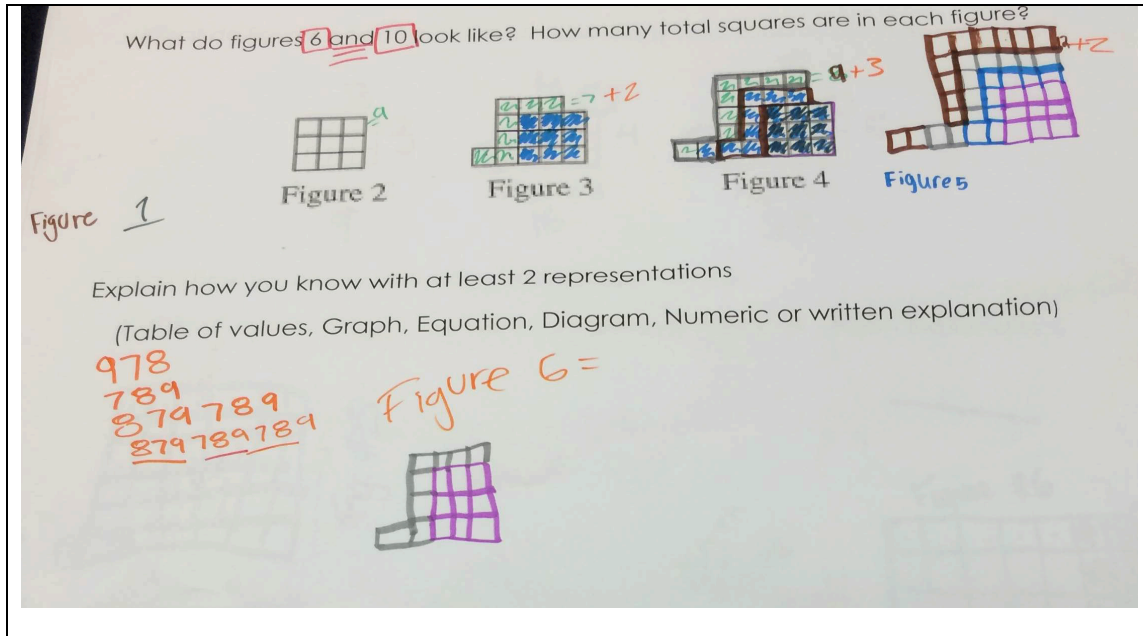 What do figures 6 and 10 look like? How many total squares are in each figure?
a
=7 +2
= 9 +3
+2
Figure 2
Figure 3
Figure 4
Figure 5
Figure 1
Explain how you know with at least 2 representations
(Table of values, Graph, Equation, Diagram, Numeric or written explanation)
978
789
879789
879789789
Figure 6=